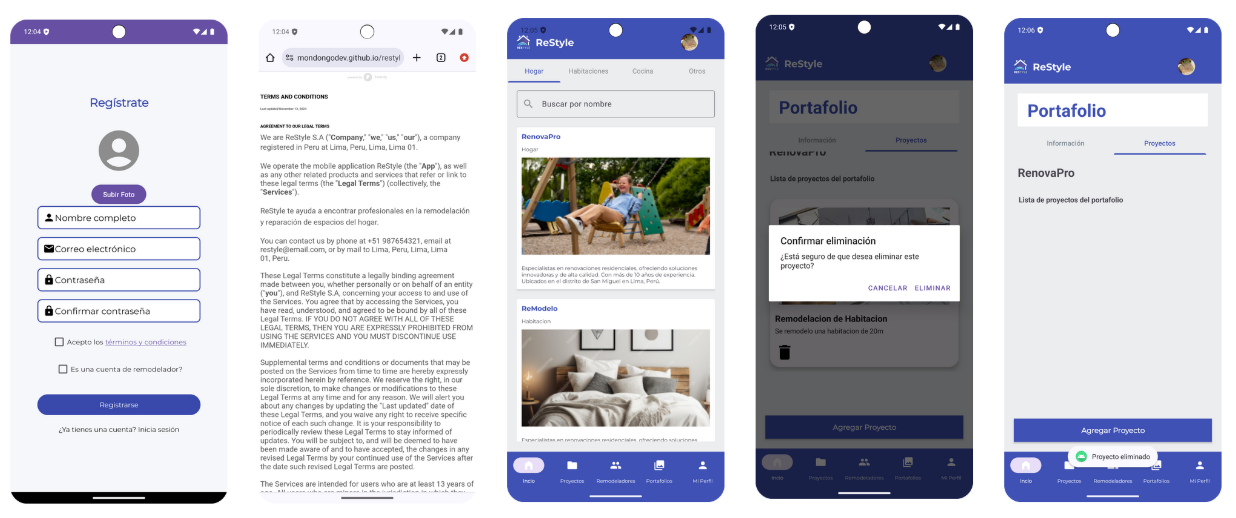 12:04
Regístrate
Subir Foto
Nombre completo
Correo electrónico
Contraseña
Confirmar contraseña
Acepto los términos y condiciones
Es una cuenta de remodelador?
Registrarse
¿Ya tienes una cuenta? Inicia sesión
12:04
mondongodev.github.io/restyl
2
TERMS AND CONDITIONS
Last updated November 13, 2024
AGREEMENT TO OUR LEGAL TERMS
We are ReStyle S.A ("Company," "we," "us," "our"), a company
registered in Peru at Lima, Peru, Lima, Lima 01.
We operate the mobile application ReStyle (the "App"), as well
as any other related products and services that refer or link to
these legal terms (the "Legal Terms") (collectively, the
"Services").
ReStyle te ayuda a encontrar profesionales en la remodelación
y reparación de espacios del hogar.
You can contact us by phone at +51 987654321, email at
restyle@email.com, or by mail to Lima, Peru, Lima, Lima
01, Peru.
These Legal Terms constitute a legally binding agreement
made between you, whether personally or on behalf of an entity
("you"), and ReStyle S.A, concerning your access to and use of
the Services. You agree that by accessing the Services, you
have read, understood, and agreed to be bound by all of these
Legal Terms. IF YOU DO NOT AGREE WITH ALL OF THESE
LEGAL TERMS, THEN YOU ARE EXPRESSLY PROHIBITED FROM
USING THE SERVICES AND YOU MUST DISCONTINUE USE
IMMEDIATELY.
Supplemental terms and conditions or documents that may be
posted on the Services from time to time are hereby expressly
incorporated herein by reference. We reserve the right, in our
sole discretion, to make changes or modifications to these
Legal Terms at any time and for any reason. We will alert you
about any changes by updating the "Last updated" date of
these Legal Terms, and you waive any right to receive specific
notice of each such change. It is your responsibility to
periodically review these Legal Terms to stay informed of
updates. You will be subject to, and will be deemed to have
been made aware of and to have accepted, the changes in any
revised Legal Terms by your continued use of the Services after
the date such revised Legal Terms are posted.
The Services are intended for users who are at least 13 years of
12:05
ReStyle
Hogar
Habitaciones
Cocina
Otros
Buscar por nombre
RenovaPro
Hogar
Especialistas en renovaciones residenciales, ofreciendo soluciones
innovadoras y de alta calidad. Con más de 10 años de experiencia.
Ubicados en el distrito de San Miguel en Lima, Perú.
ReModelo
Habitacion
Especialistas en renovaciones residenciales, ofreciendo soluciones
Incio
Proyectos
Remodeladores
Portafolios
Mi Perfil
12:05
ReStyle
Portafolio
Información
Proyectos
RenovaPro
Lista de proyectos del portafolio
Confirmar eliminación
¿Está seguro de que desea eliminar este
proyecto?
CANCELAR
ELIMINAR
Remodelacion de Habitacion
Se remodelo una habitacion de 20m
Agregar Proyecto
Incio
Proyectos
Remodeladores
Portafolios
Mi Perfil
12:06
ReStyle
Portafolio
Información
Proyectos
RenovaPro
Lista de proyectos del portafolio
Agregar Proyecto
Proyecto eliminado
Incio
Proyectos
Remodeladores
Portafolios
Mi Perfil